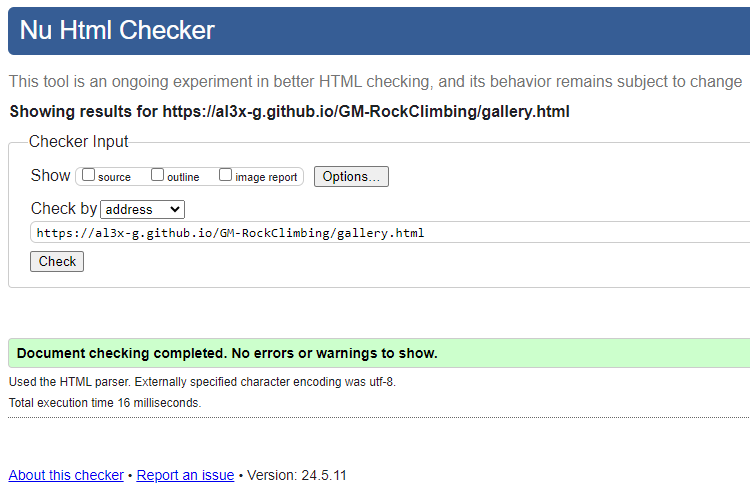 Nu Html Checker
This tool is an ongoing experiment in better HTML checking, and its behavior remains subject to change
Showing results for https://al3x-g.github.io/GM-RockClimbing/gallery.html
Checker Input
Show source outline image report Options...
Check by address
https://al3x-g.github.io/GM-RockClimbing/gallery.html
Check
Document checking completed. No errors or warnings to show.
Used the HTML parser. Externally specified character encoding was utf-8.
Total execution time 16 milliseconds.
About this checker • Report an issue • Version: 24.5.11